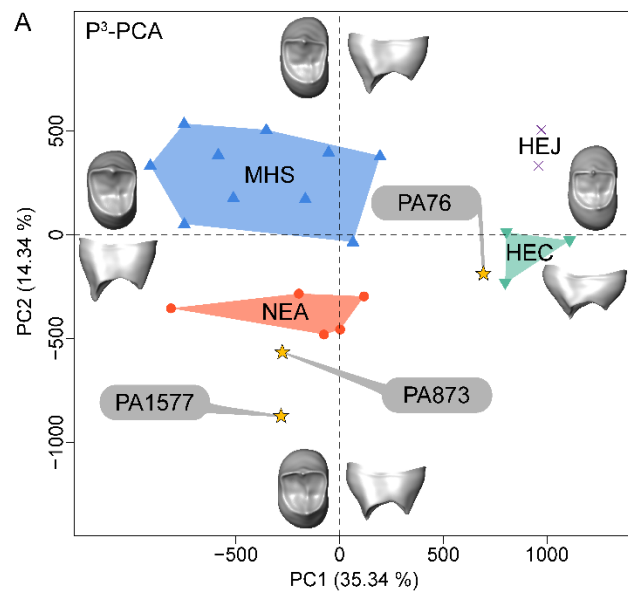 A
P³-PCA
500
0
−500
−1000
PC2 (14.34 %)
MHS
HEJ
PA76
HEC
NEA
PA1577
PA873
−500
0
500
1000
PC1 (35.34 %)